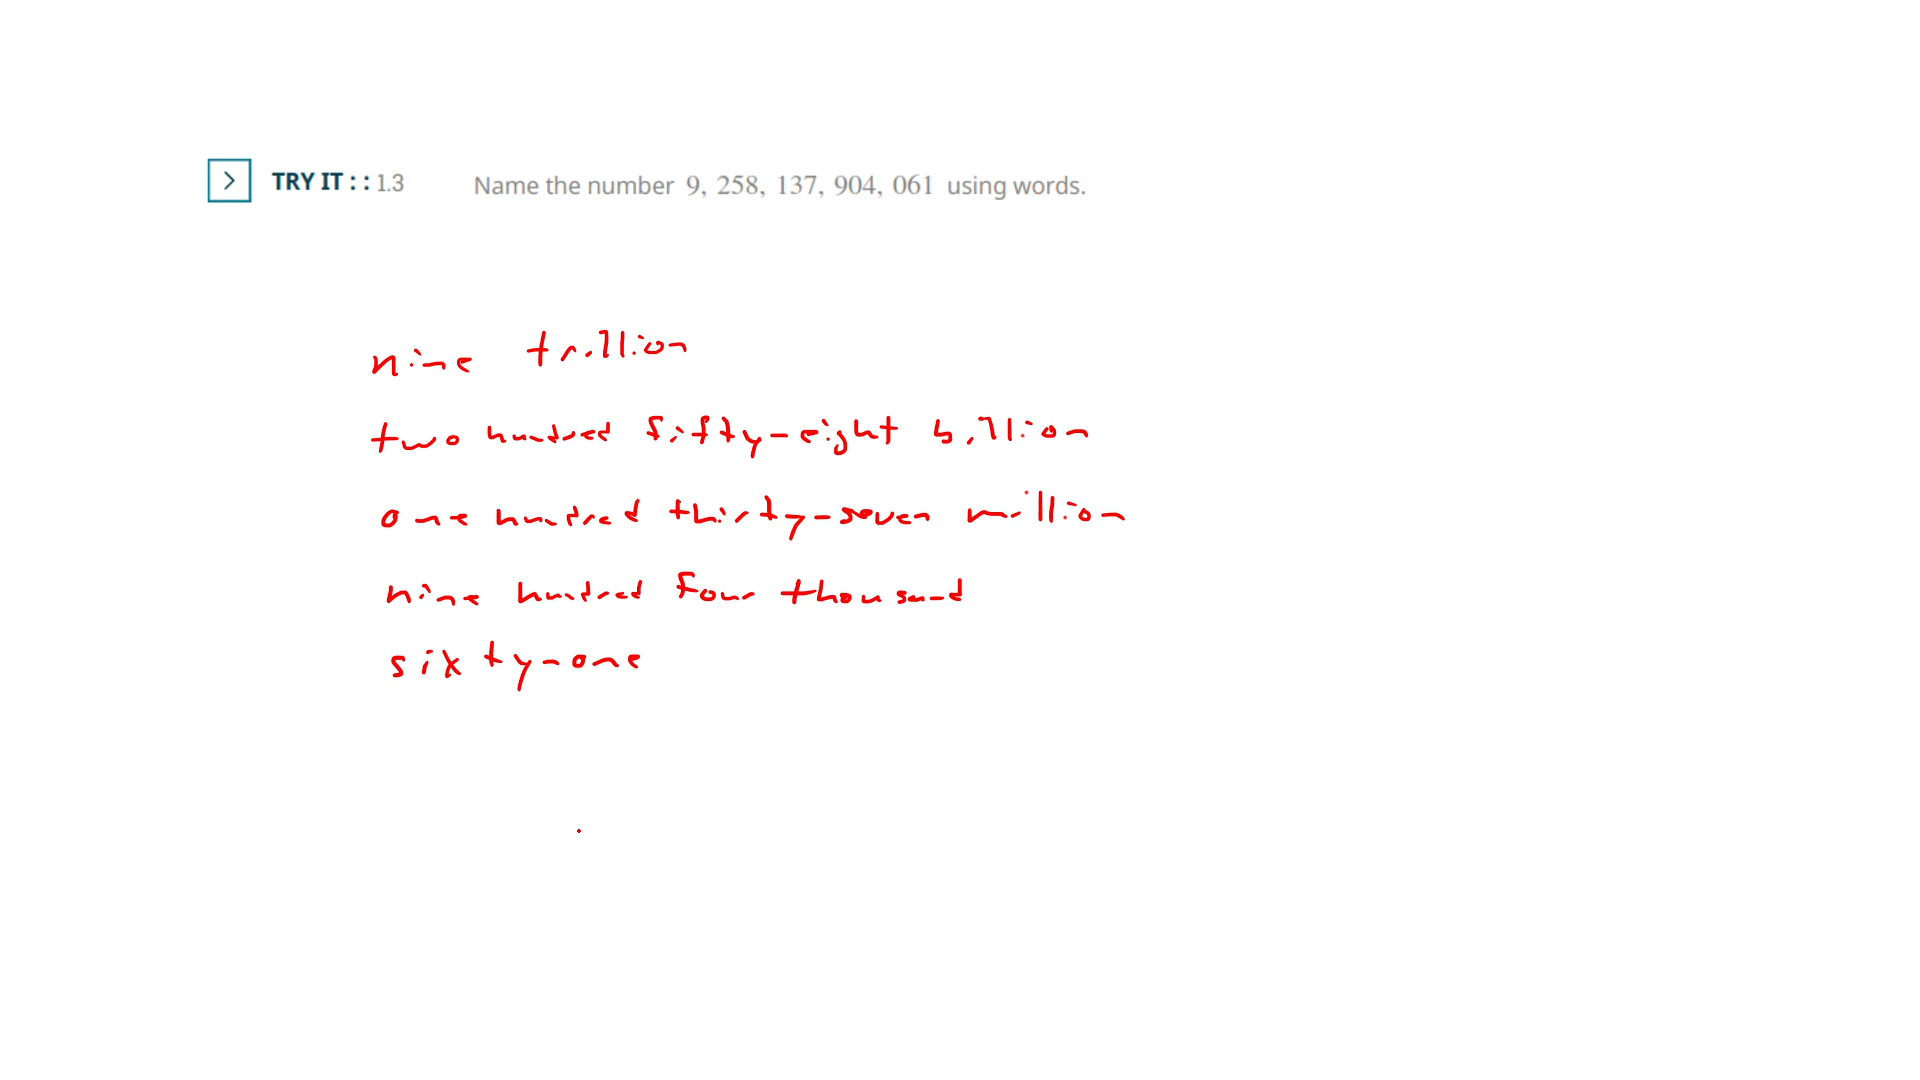 > TRY IT : : 1.3 Name the number 9, 258, 137, 904, 061 using words.
nine trillion
two hundred fifty-eight billion
one hundred thirty-seven million
nine hundred four thousand
sixty-one